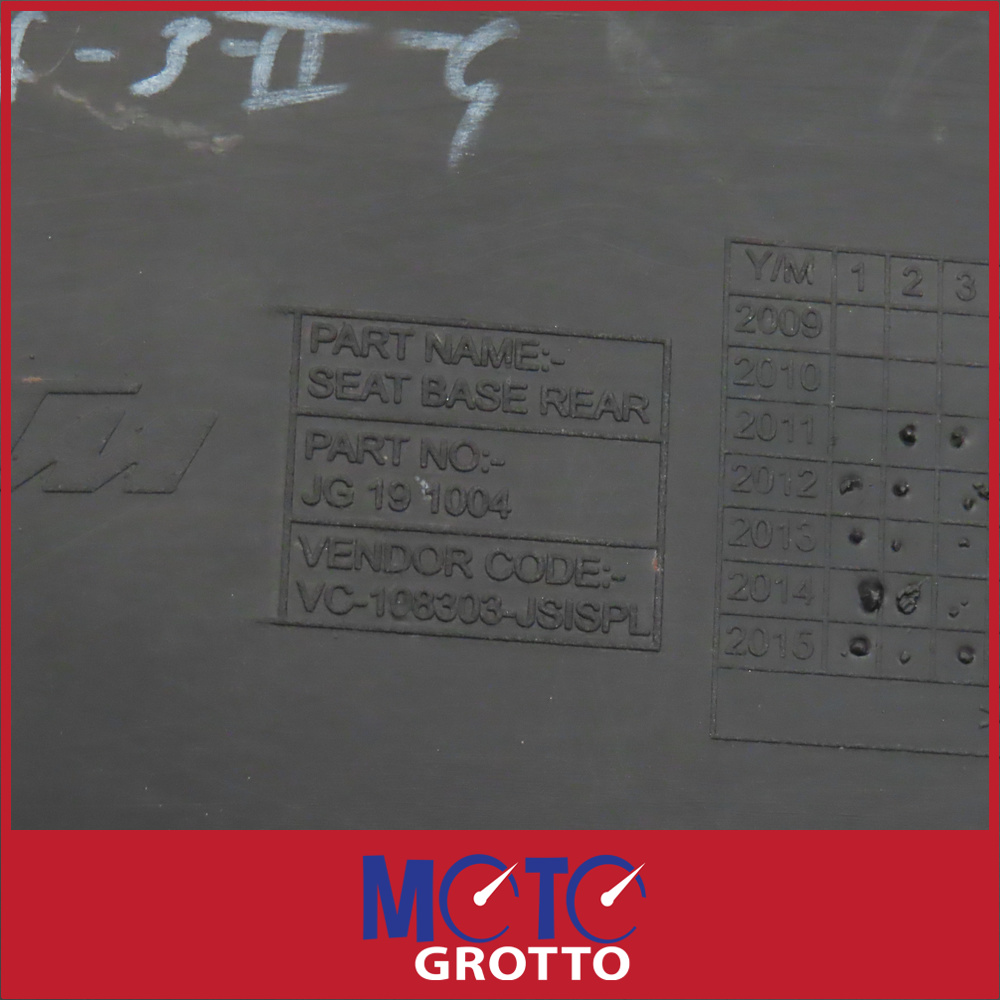 PART NAME:-
SEAT BASE REAR
PART NO:-
JG 19 1004
VENDOR CODE:-
VC-108303-JSISPL
Y/M 1 2 3
2009
2010
2011
2012
2013
2014
2015
MOTO
GROTTO